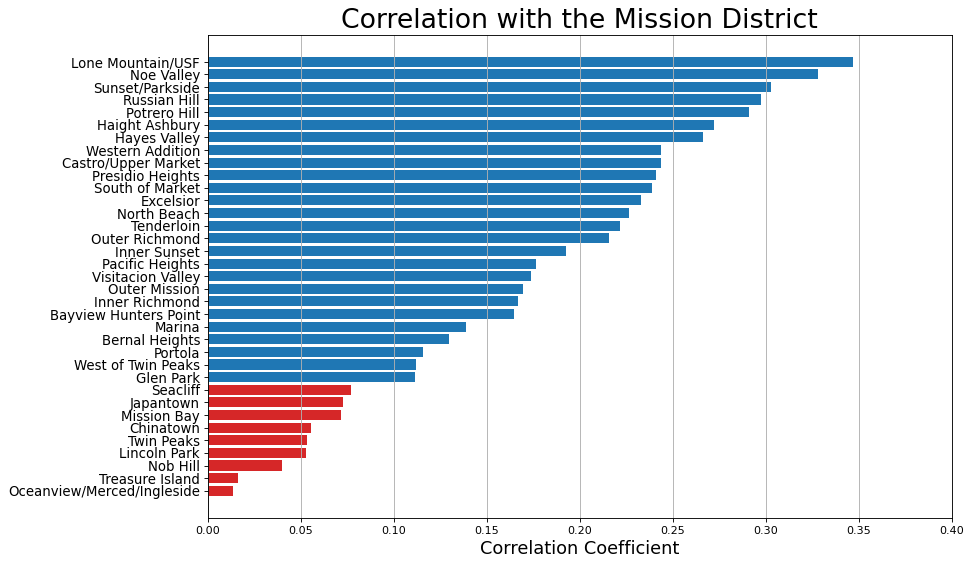 Correlation with the Mission District
Lone Mountain/USF
Noe Valley
Sunset/Parkside
Russian Hill
Potrero Hill
Haight Ashbury
Hayes Valley
Western Addition
Castro/Upper Market
Presidio Heights
South of Market
Excelsior
North Beach
Tenderloin
Outer Richmond
Inner Sunset
Pacific Heights
Visitacion Valley
Outer Mission
Inner Richmond
Bayview Hunters Point
Marina
Bernal Heights
Portola
West of Twin Peaks
Glen Park
Seacliff
Japantown
Mission Bay
Chinatown
Twin Peaks
Lincoln Park
Nob Hill
Treasure Island
Oceanview/Merced/Ingleside
0.00 0.05 0.10 0.15 0.20 0.25 0.30 0.35 0.40
Correlation Coefficient